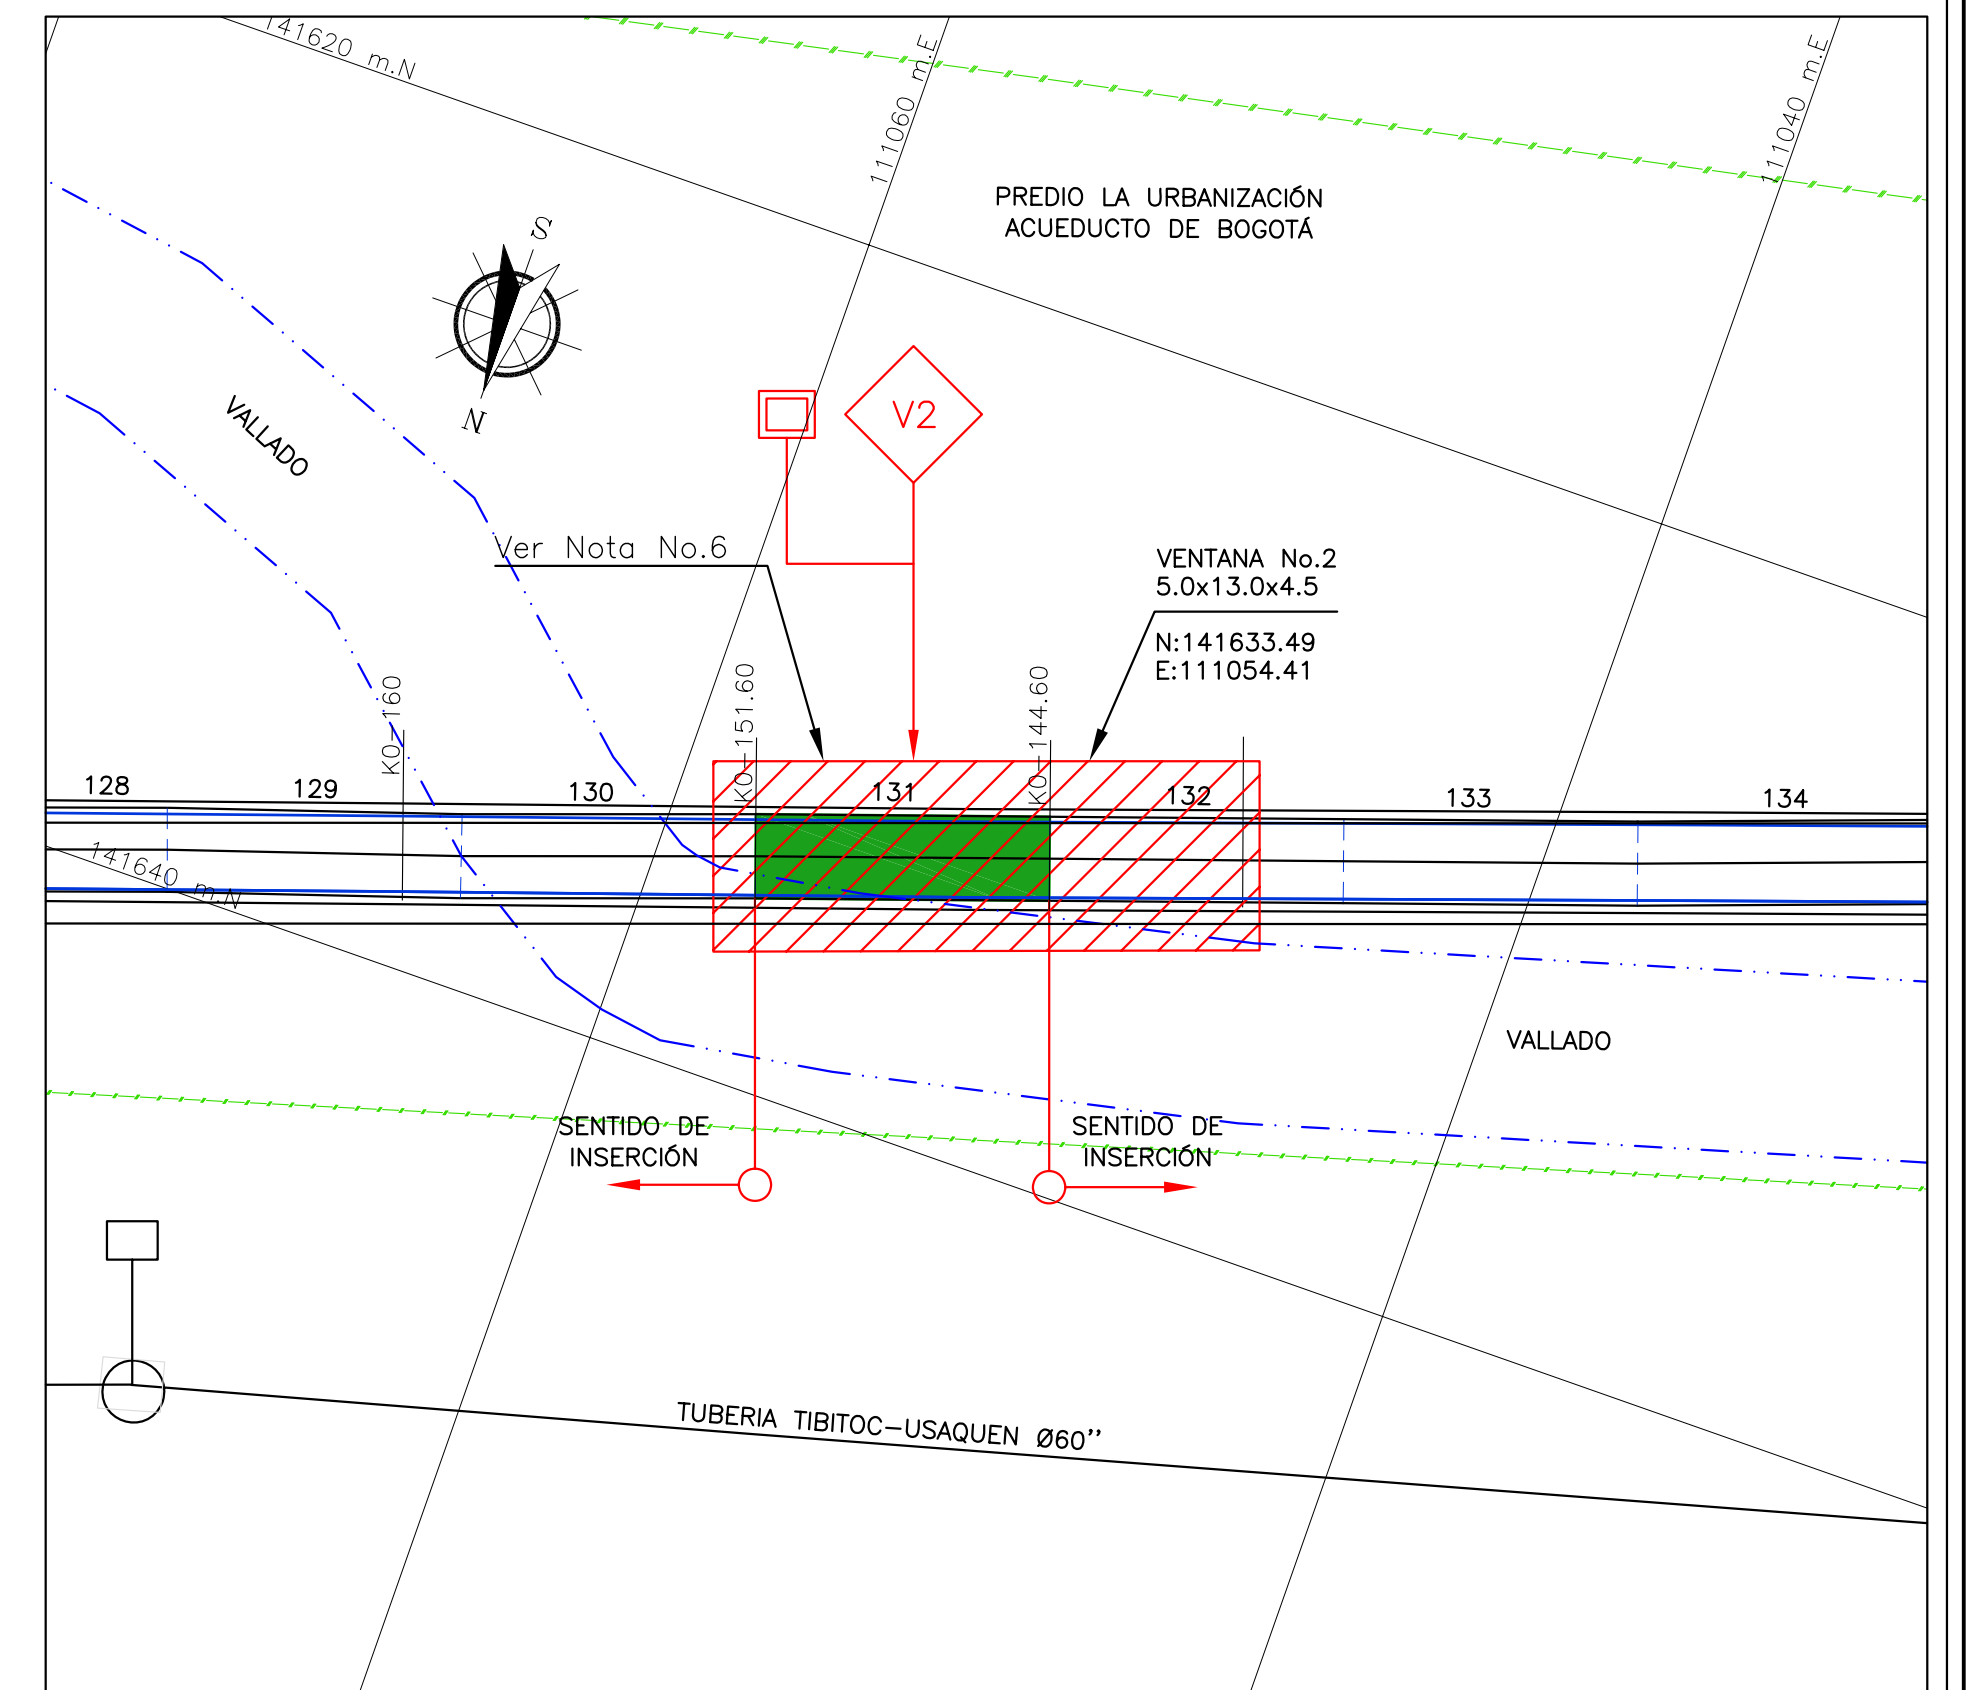 141620 m.N
111060 m.E
11040 m.E
PREDIO LA URBANIZACIÓN
ACUEDUCTO DE BOGOTÁ
S
N
VALLADO
V2
Ver Nota No.6
VENTANA No.2
5.0x13.0x4.5
N:141633.49
E:111054.41
K0-160
K0-151.60
K0-144.60
128
129
130
131
132
133
134
141640 m.N
VALLADO
SENTIDO DE
INSERCIÓN
SENTIDO DE
INSERCIÓN
TUBERIA TIBITOC-USAQUEN Ø60’’